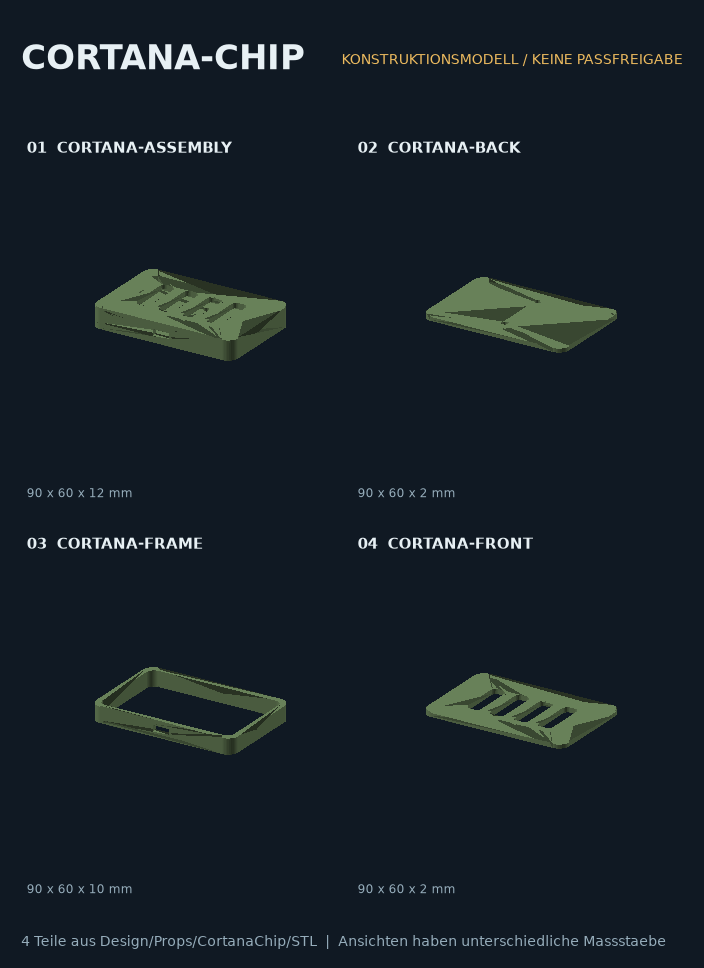 CORTANA-CHIP KONSTRUKTIONSMODELL / KEINE PASSFREIGABE
01 CORTANA-ASSEMBLY
02 CORTANA-BACK
90 x 60 x 12 mm
90 x 60 x 2 mm
03 CORTANA-FRAME
04 CORTANA-FRONT
90 x 60 x 10 mm
90 x 60 x 2 mm
4 Teile aus Design/Props/CortanaChip/STL | Ansichten haben unterschiedliche Massstaebe